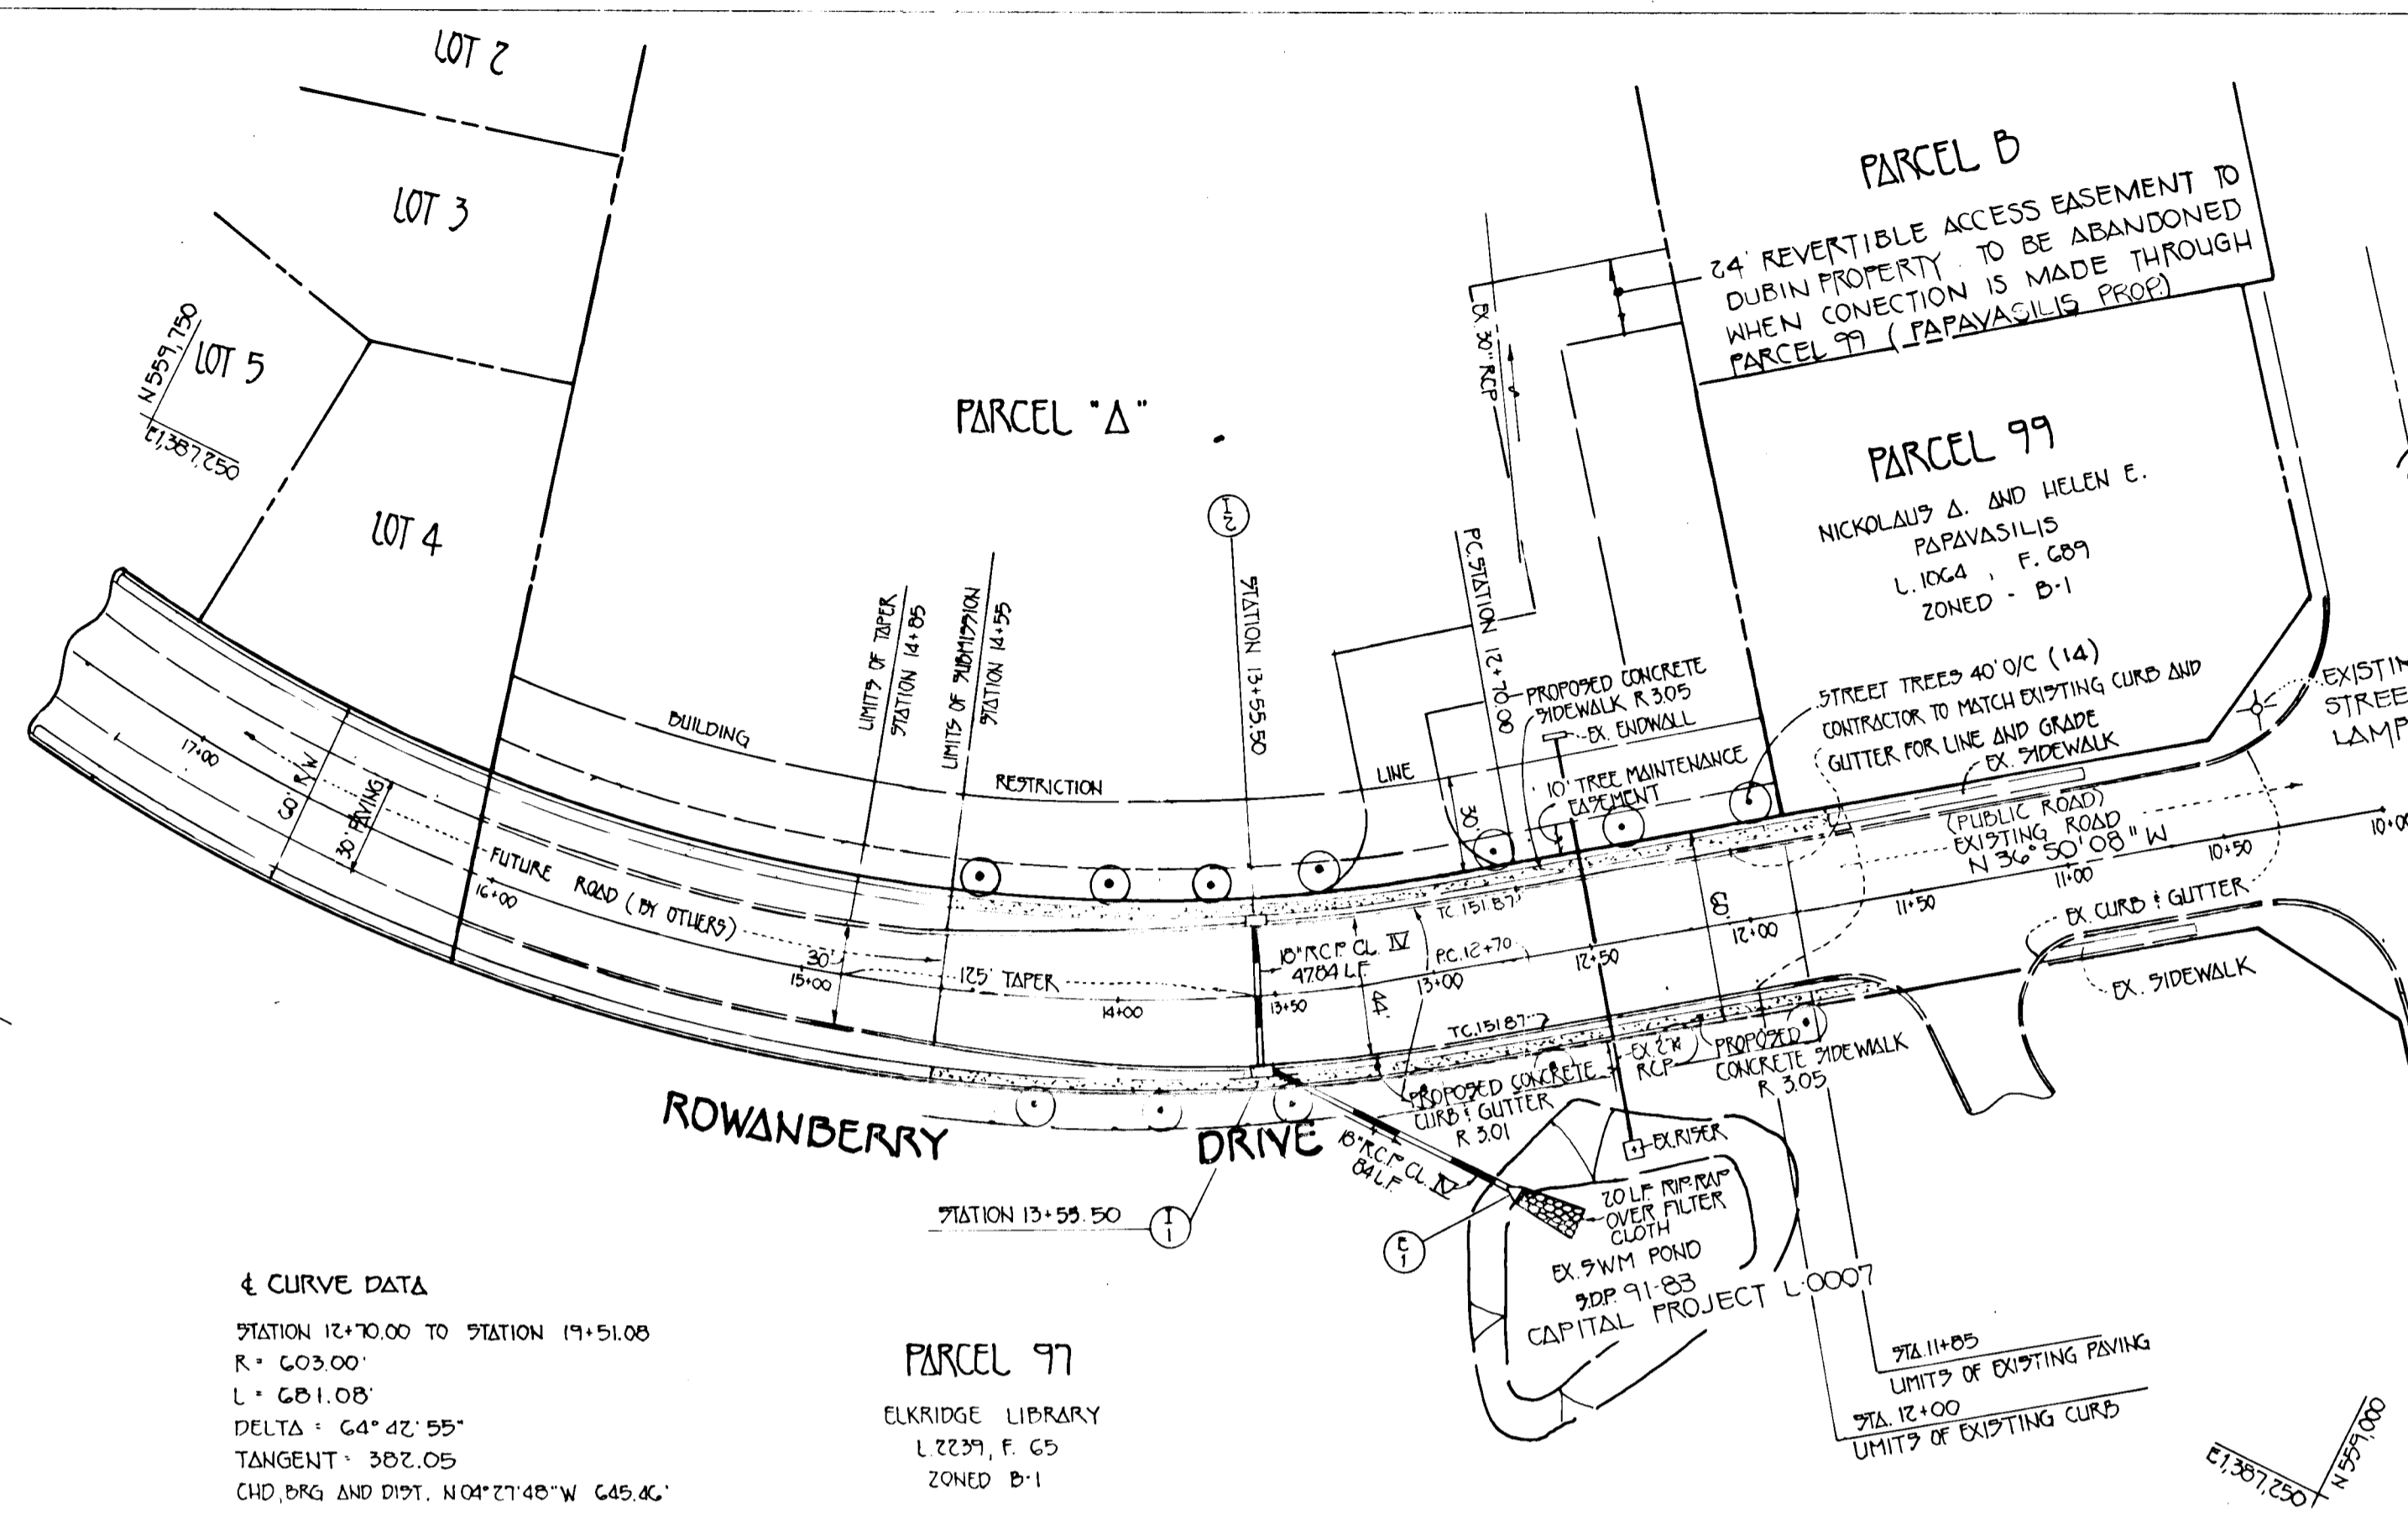 LOT 2
LOT 3
LOT 5
N 559,750
E1,387,250
LOT 4
PARCEL "A"
PARCEL B
24' REVERTIBLE ACCESS EASEMENT TO
DUBIN PROPERTY. TO BE ABANDONED
WHEN CONECTION IS MADE THROUGH
PARCEL 99 (PAPAVASILIS PROP.)
EX. 30" RCP
PARCEL 99
NICKOLAUS A. AND HELEN E.
PAPAVASILIS
L. 1064 , F. 689
ZONED - B-1
I
2
STATION 13+55.50
P.C. STATION 12+70.00
LIMITS OF TAPER
STATION 14+85
LIMITS OF SUBMISSION
STATION 14+55
PROPOSED CONCRETE
SIDEWALK R 3.05
EX. ENDWALL
10' TREE MAINTENANCE
EASEMENT
STREET TREES 40' O/C (14)
CONTRACTOR TO MATCH EXISTING CURB AND
GUTTER FOR LINE AND GRADE
EX. SIDEWALK
BUILDING
RESTRICTION
LINE
30'
17+00
60' R/W
30' PAVING
FUTURE ROAD (BY OTHERS)
16+00
30'
15+00
125' TAPER
14+00
13+50
18" RCP CL. IV
47.84 LF
44'
TC. 151.87
P.C. 12+70
13+00
12+50
12+00
11+50
11+00
10+50
(PUBLIC ROAD)
EXISTING ROAD
N 36° 50' 08" W
EX. CURB & GUTTER
EX. SIDEWALK
TC. 151.87
PROPOSED CONCRETE
CURB & GUTTER
R 3.01
RCP
PROPOSED
CONCRETE SIDEWALK
R 3.05
EX. RISER
ROWANBERRY DRIVE
18" R.C.P. CL. IV
84 L.F.
STATION 13+55.50
I
1
E
1
20 LF. RIP-RAP
OVER FILTER
CLOTH
EX. SWM POND
S.D.P. 91-83
CAPITAL PROJECT L-0007
STA. 11+85
LIMITS OF EXISTING PAVING
STA. 12+00
LIMITS OF EXISTING CURB
E1,387,250
N 559,000
℄ CURVE DATA
STATION 12+70.00 TO STATION 19+51.08
R = 603.00'
L = 681.08'
DELTA = 64° 42' 55"
TANGENT = 382.05
CHD, BRG AND DIST. N 04° 27' 48" W 645.46'
PARCEL 97
ELKRIDGE LIBRARY
L. 2239, F. 65
ZONED B-1